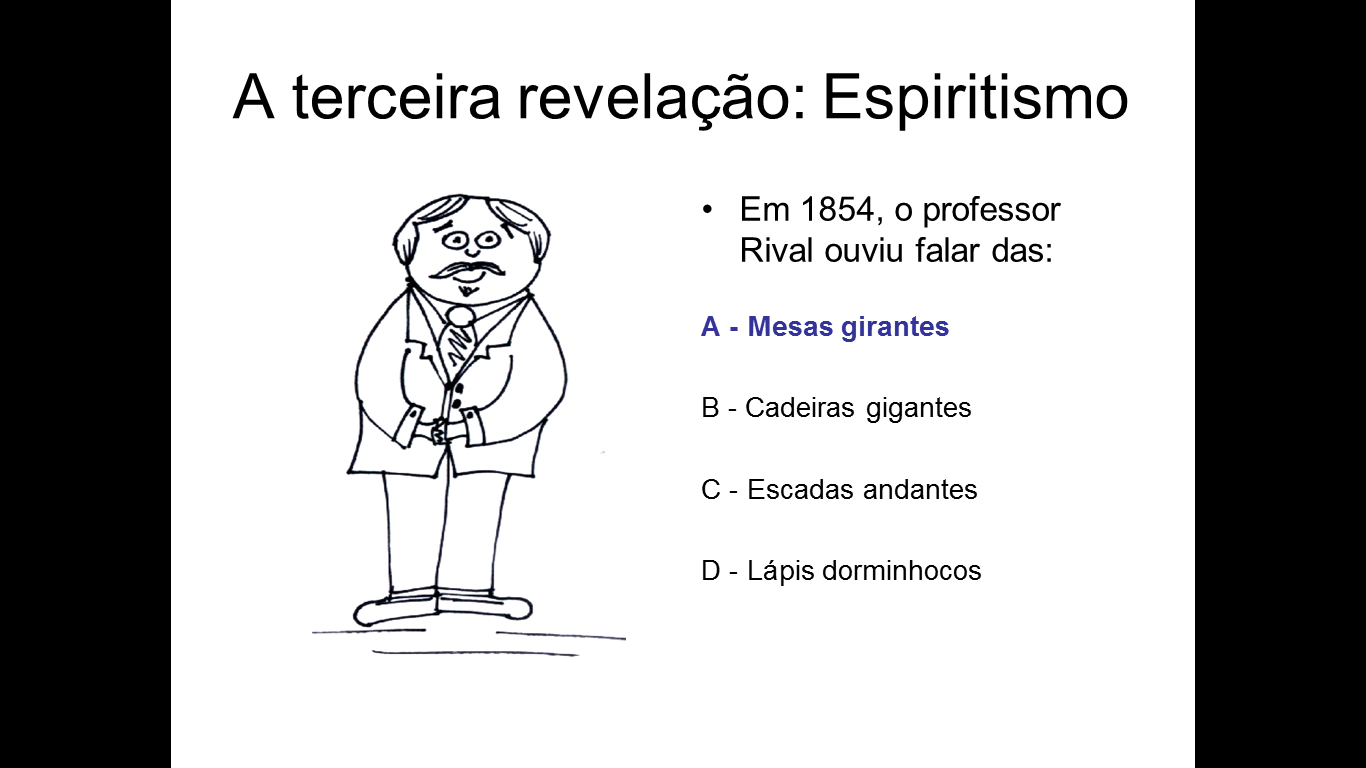 A terceira revelação: Espiritismo
• Em 1854, o professor
Rival ouviu falar das:
A - Mesas girantes
B - Cadeiras gigantes
C - Escadas andantes
D - Lápis dorminhocos